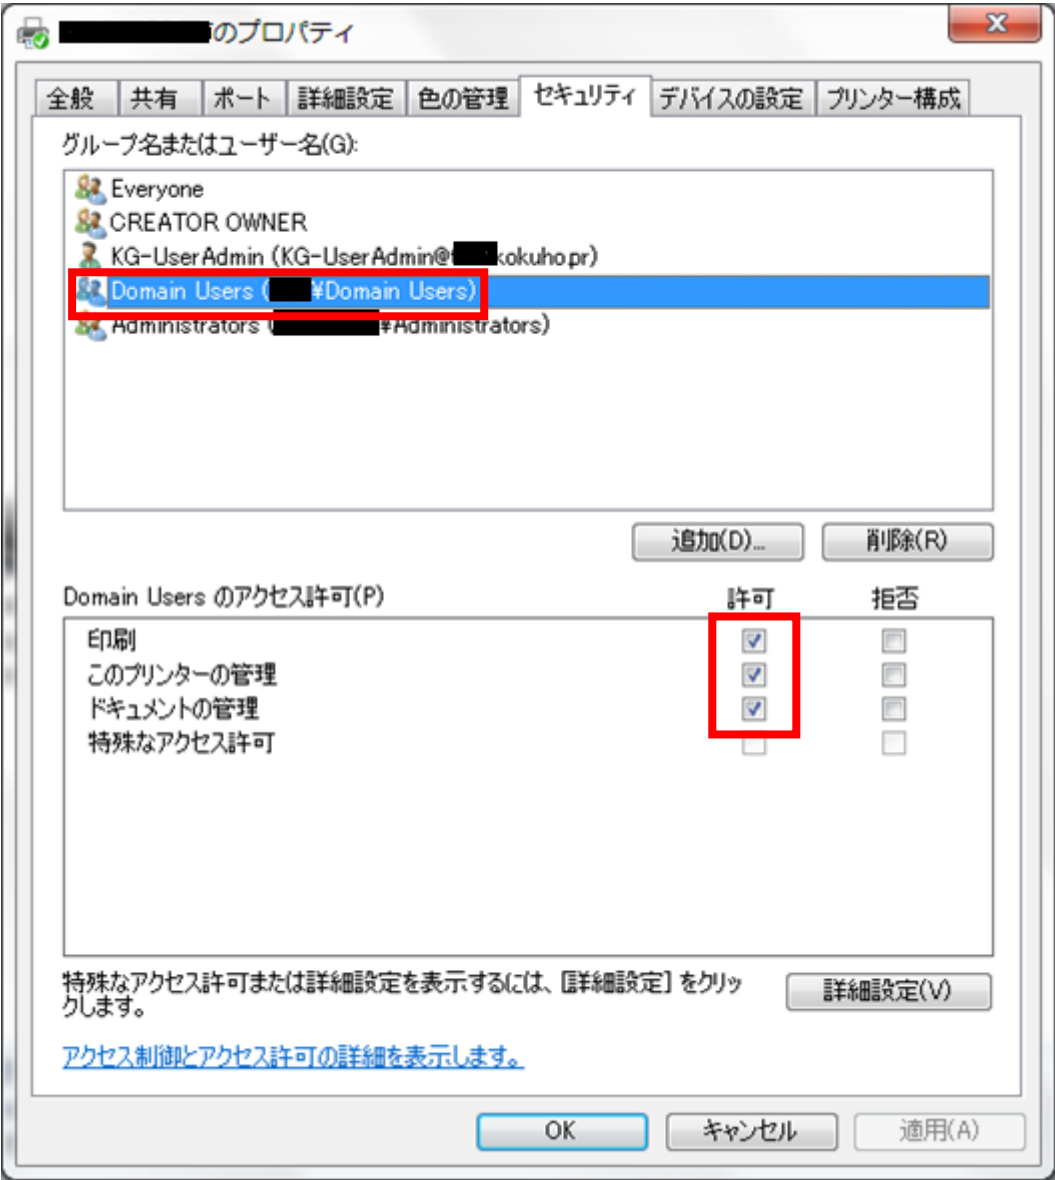 のプロパティ
全般 共有 ポート 詳細設定 色の管理 セキュリティ デバイスの設定 プリンター構成
グループ名またはユーザー名(G):
Everyone
CREATOR OWNER
KG-UserAdmin (KG-UserAdmin@ kokuho.pr)
Domain Users ( ¥Domain Users)
Administrators ( ¥Administrators)
追加(D)... 削除(R)
Domain Users のアクセス許可(P) 許可 拒否
印刷
このプリンターの管理
ドキュメントの管理
特殊なアクセス許可
特殊なアクセス許可または詳細設定を表示するには、[詳細設定] をクリッ
クします。
詳細設定(V)
アクセス制御とアクセス許可の詳細を表示します。
OK キャンセル 適用(A)